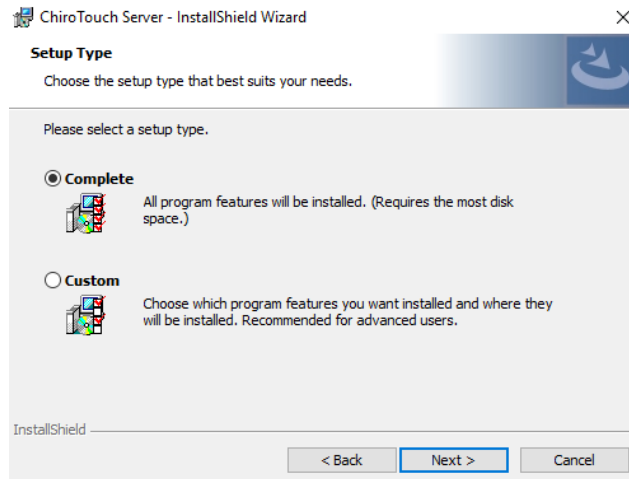 ChiroTouch Server - InstallShield Wizard
Setup Type
Choose the setup type that best suits your needs.
Please select a setup type.
Complete
All program features will be installed. (Requires the most disk
space.)
Custom
Choose which program features you want installed and where they
will be installed. Recommended for advanced users.
InstallShield
< Back
Next >
Cancel